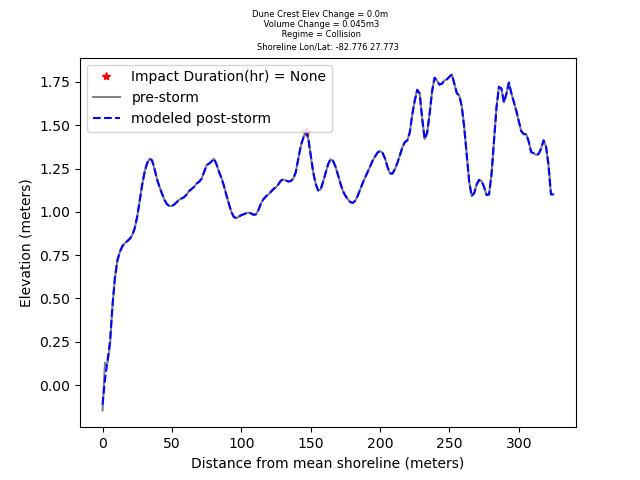 Dune Crest Elev Change = 0.0m
Volume Change = 0.045m3
Regime = Collision
Shoreline Lon/Lat: -82.776 27.773
Impact Duration(hr) = None
pre-storm
modeled post-storm
Elevation (meters)
1.75
1.50
1.25
1.00
0.75
0.50
0.25
0.00
0 50 100 150 200 250 300
Distance from mean shoreline (meters)